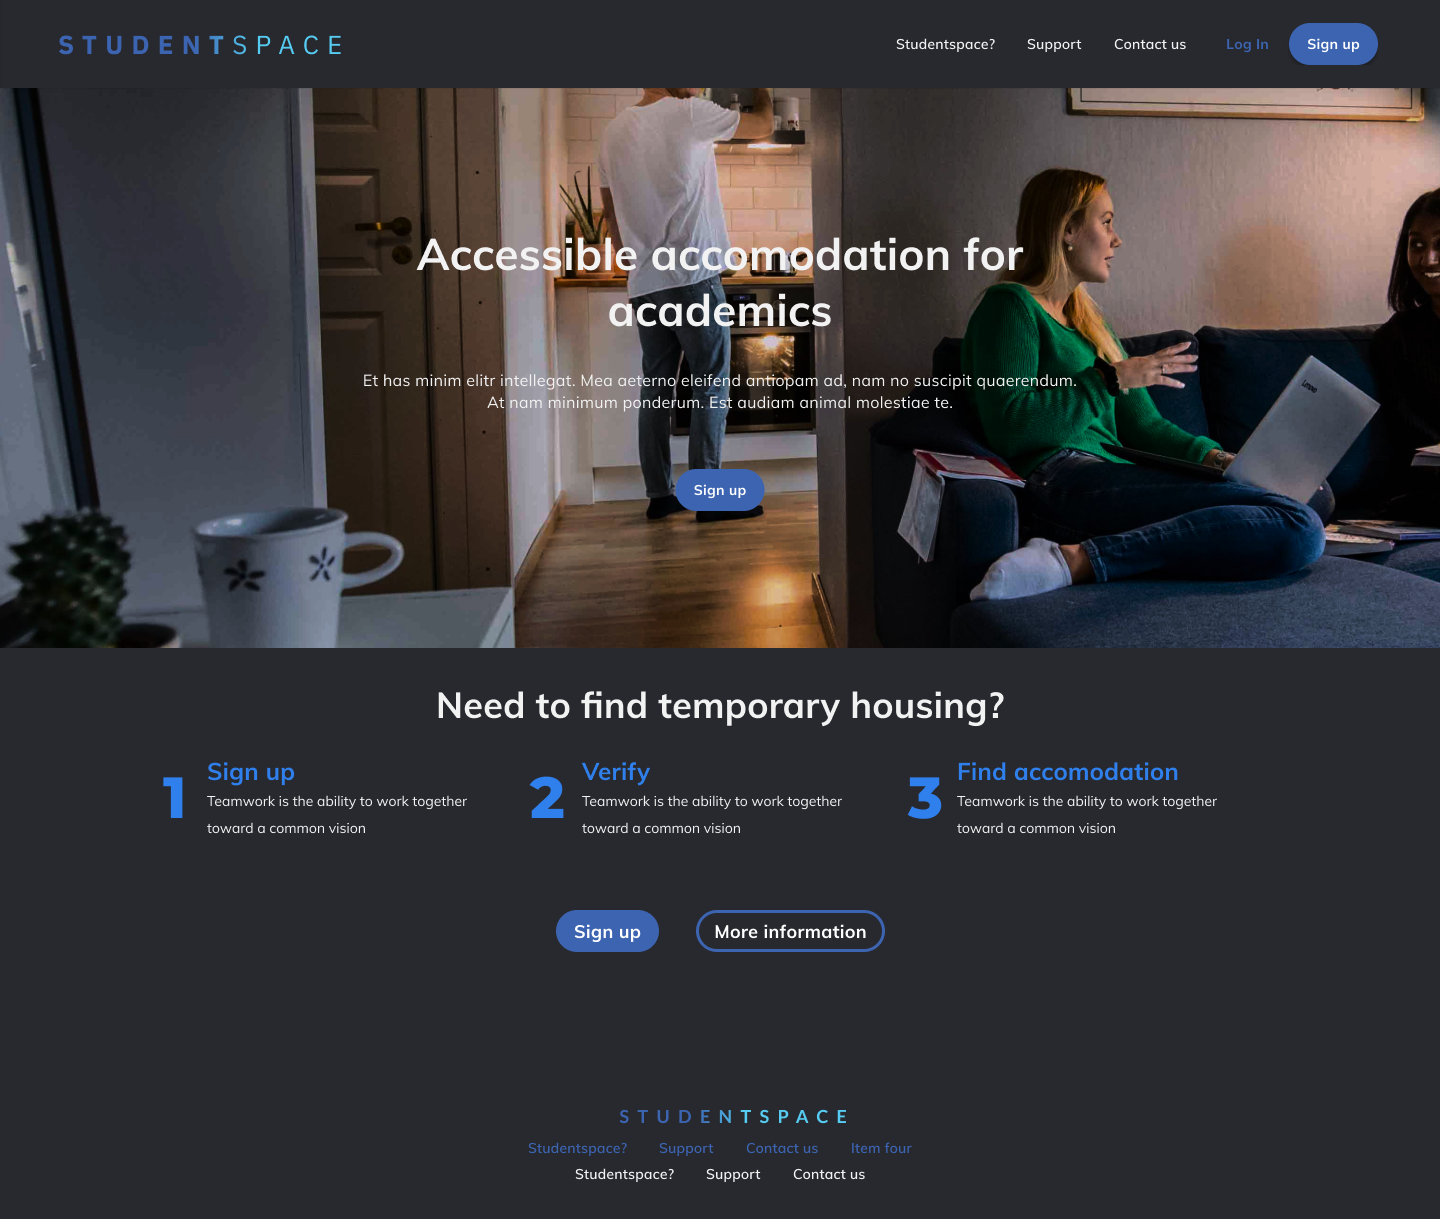 STUDENTSPACE
Studentspace? Support Contact us Log In Sign up
Accessible accomodation for
academics
Et has minim elitr intellegat. Mea aeterno eleifend antiopam ad, nam no suscipit quaerendum.
At nam minimum ponderum. Est audiam animal molestiae te.
Lenovo
Sign up
Need to find temporary housing?
1
Sign up
Teamwork is the ability to work together
toward a common vision
2
Verify
Teamwork is the ability to work together
toward a common vision
3
Find accomodation
Teamwork is the ability to work together
toward a common vision
Sign up More information
STUDENTSPACE
Studentspace? Support Contact us Item four
Studentspace? Support Contact us